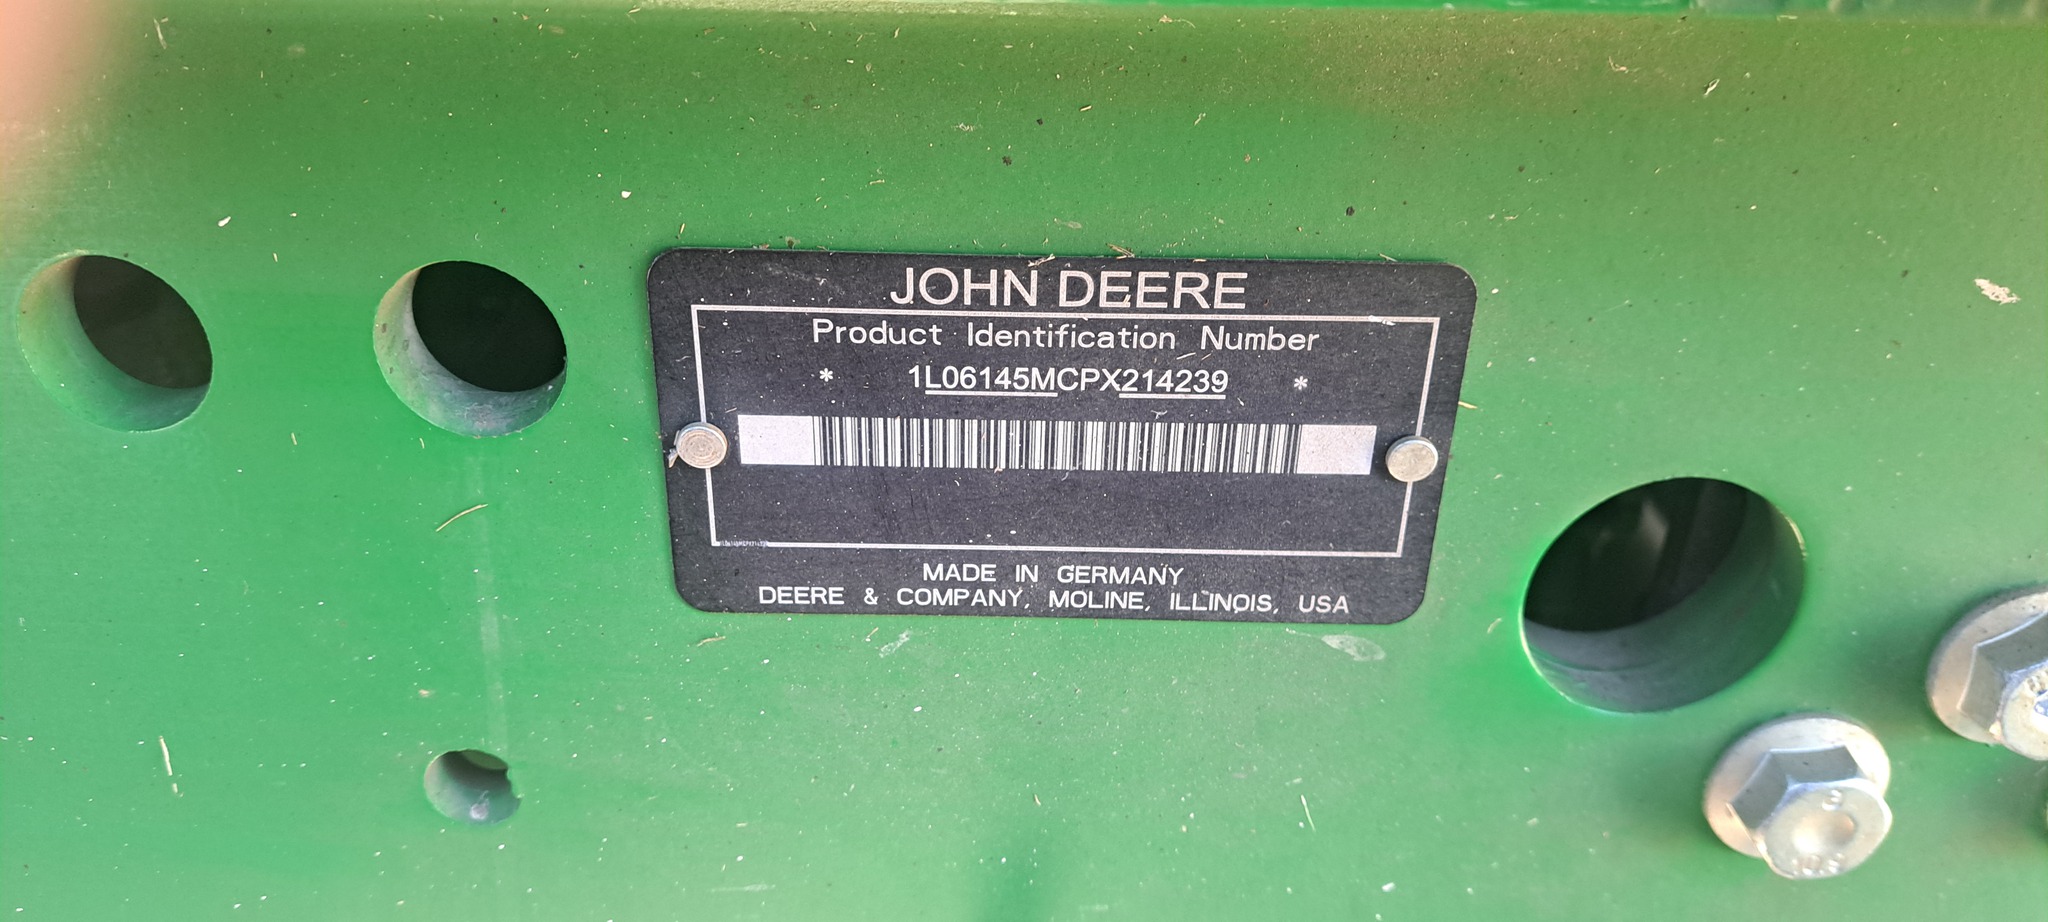 JOHN DEERE
Product Identification Number
* 1L06145MCPX214239 *
MADE IN GERMANY
DEERE & COMPANY, MOLINE, ILLINOIS, USA